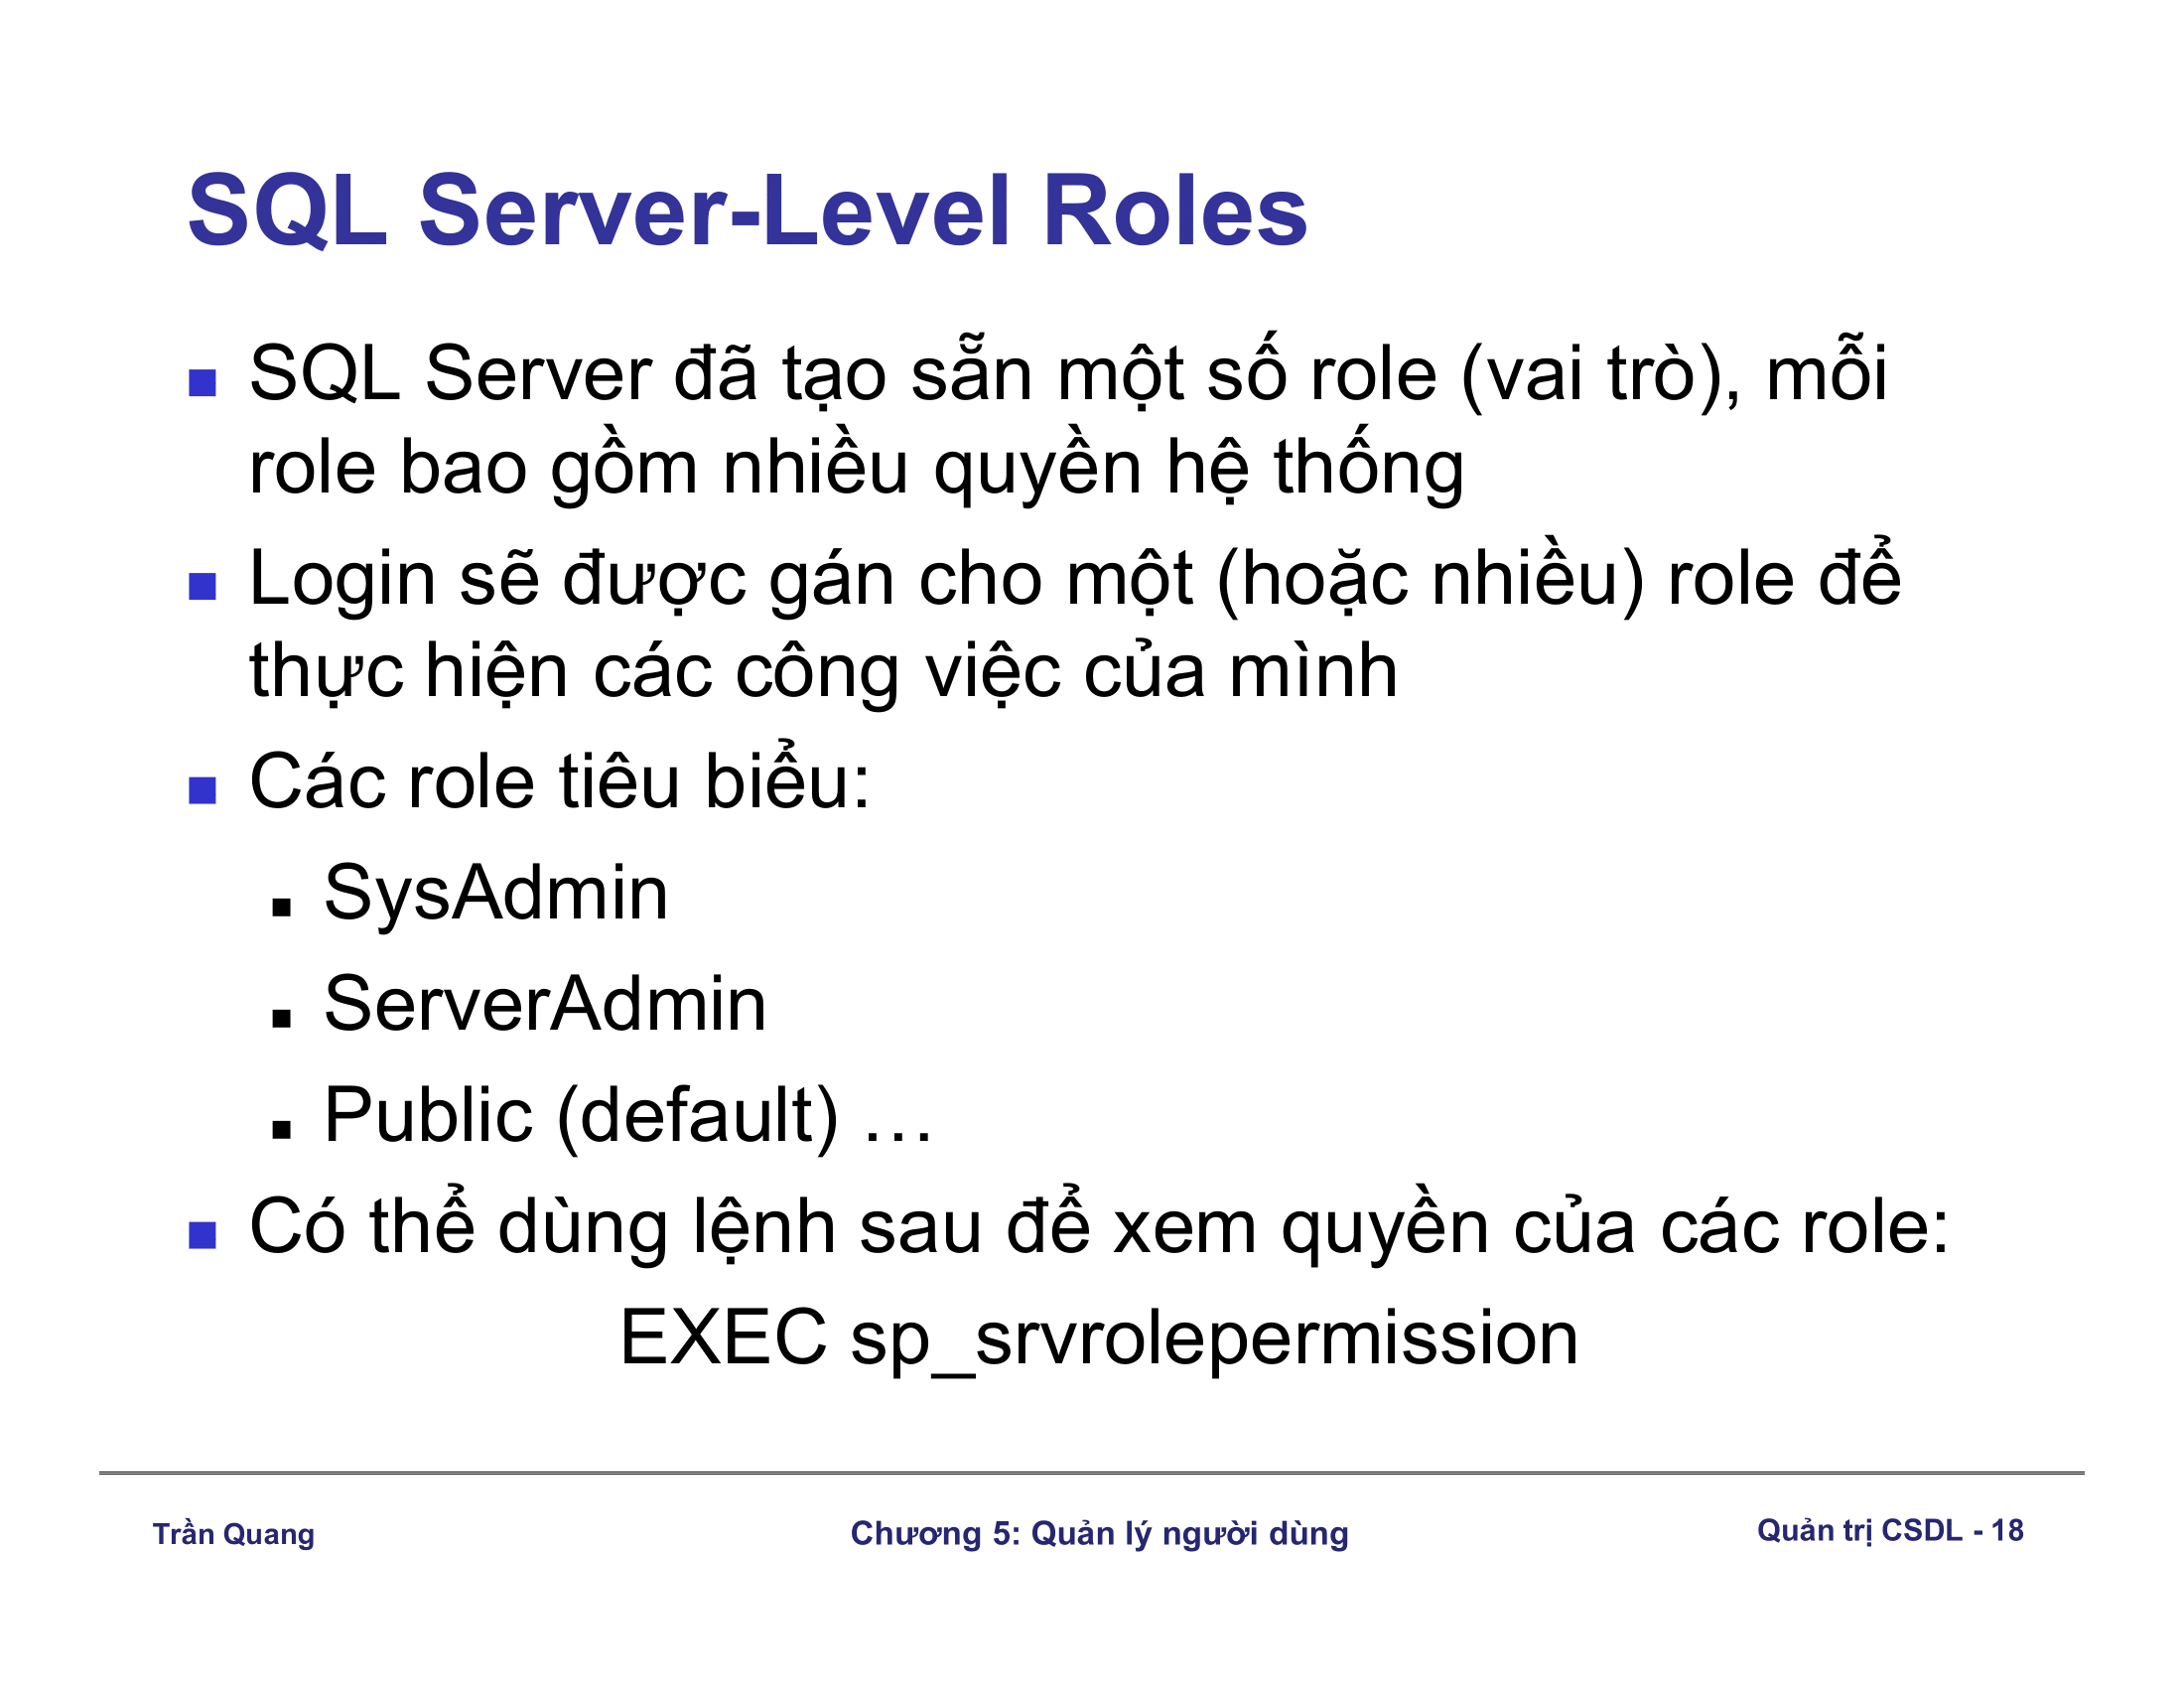 SQL Server-Level Roles
SQL Server đã tạo sẵn một số role (vai trò), mỗi
role bao gồm nhiều quyền hệ thống
Login sẽ được gán cho một (hoặc nhiều) role để
thực hiện các công việc của mình
Các role tiêu biểu:
SysAdmin
ServerAdmin
Public (default) …
Có thể dùng lệnh sau để xem quyền của các role:
EXEC sp_srvrolepermission
Trần Quang
Chương 5: Quản lý người dùng
Quản trị CSDL - 18